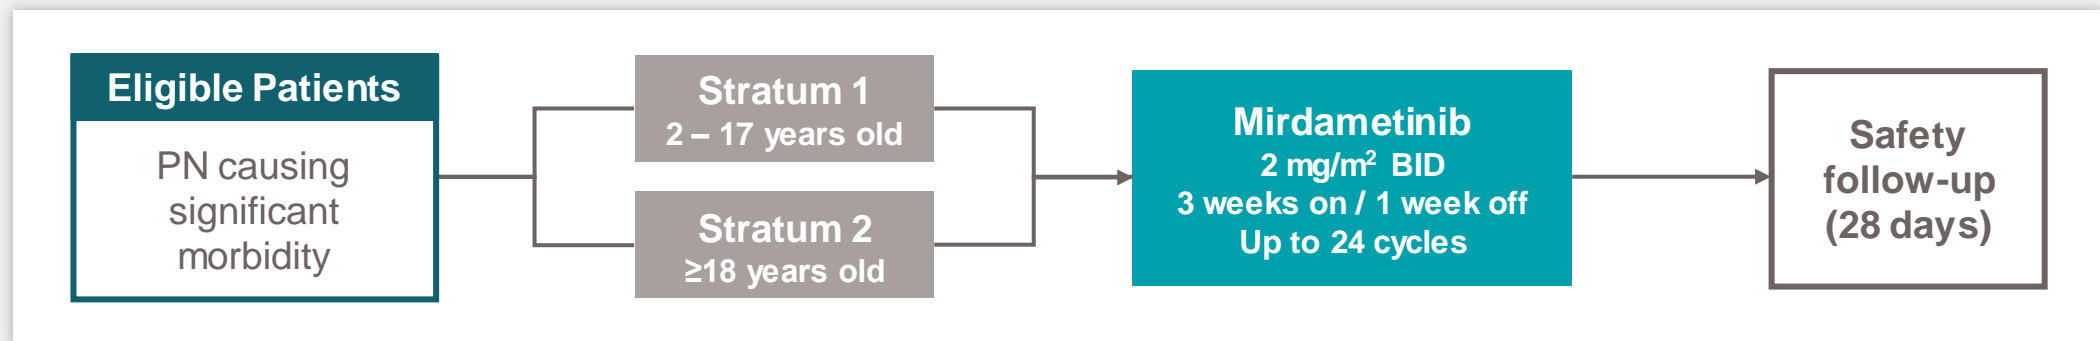 Eligible Patients
PN causing
significant
morbidity
Stratum 1
2 – 17 years old
Stratum 2
≥18 years old
Mirdametinib
2 mg/m² BID
3 weeks on / 1 week off
Up to 24 cycles
Safety
follow-up
(28 days)